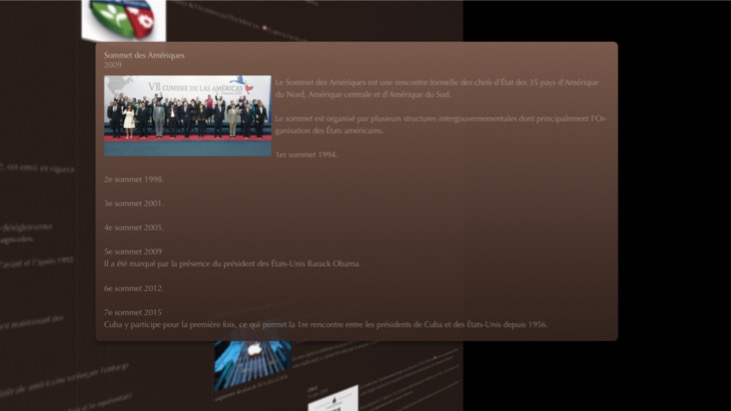 Sommet des Amériques
2009
VII CUMBRE DE LAS AMÉRICAS
Le Sommet des Amériques est une rencontre formelle des chefs d'État des 35 pays d'Amérique
du Nord, Amérique centrale et d'Amérique du Sud.
Le sommet est organisé par plusieurs structures intergouvernementales dont principalement l'Or-
ganisation des États américains.
1er sommet 1994.
2e sommet 1998.
3e sommet 2001.
4e sommet 2005.
5e sommet 2009
Il a été marqué par la présence du président des États-Unis Barack Obama.
6e sommet 2012.
7e sommet 2015
Cuba y participe pour la première fois, ce qui permet la 1re rencontre entre les présidents de Cuba et des États-Unis depuis 1956.